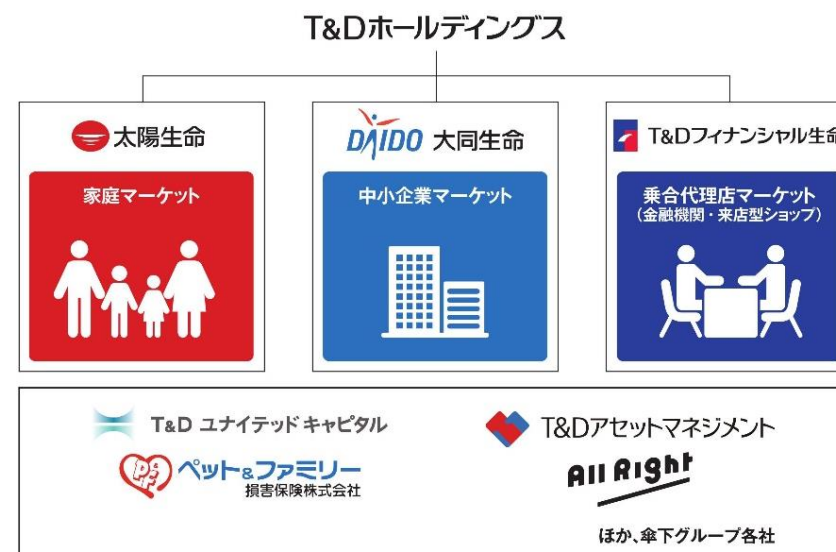 T&Dホールディングス
太陽生命
家庭マーケット
DAIDO 大同生命
中小企業マーケット
T&Dフィナンシャル生命
乗合代理店マーケット
(金融機関・来店型ショップ)
T&D ユナイテッドキャピタル
T&Dアセットマネジメント
P&F ペット&ファミリー
損害保険株式会社
All Right
ほか、傘下グループ各社